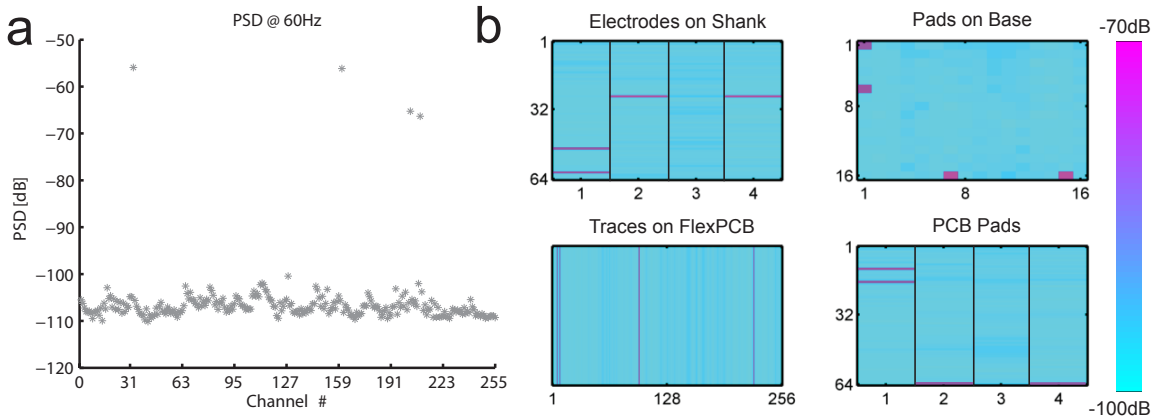 a
PSD @ 60Hz
PSD [dB]
−50
−60
−70
−80
−90
−100
−110
−120
0 31 63 95 127 159 191 223 255
Channel #
b
Electrodes on Shank
1
32
64
1 2 3 4
Pads on Base
1
8
16
1 8 16
Traces on FlexPCB
1 128 256
PCB Pads
1
32
64
1 2 3 4
-70dB
-100dB